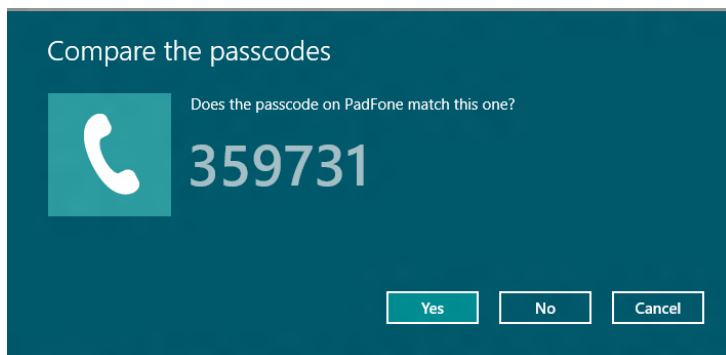 Compare the passcodes
Does the passcode on PadFone match this one?
359731
Yes No Cancel